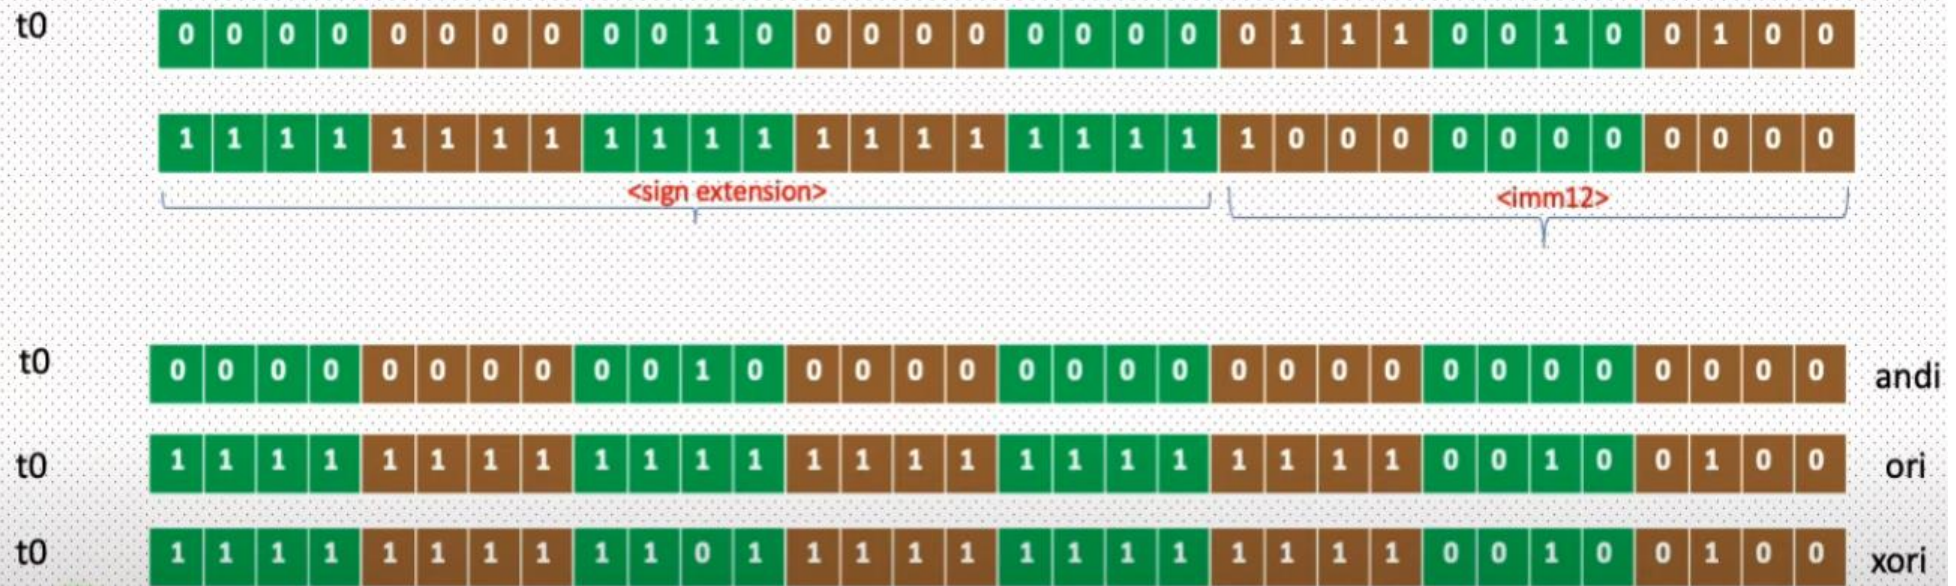 t0 0 0 0 0 0 0 0 0 0 0 1 0 0 0 0 0 0 0 0 0 0 1 1 1 0 0 1 0 0 1 0 0
1 1 1 1 1 1 1 1 1 1 1 1 1 1 1 1 1 1 1 1 1 0 0 0 0 0 0 0 0 0 0 0
<sign extension> <imm12>
t0 0 0 0 0 0 0 0 0 0 0 1 0 0 0 0 0 0 0 0 0 0 0 0 0 0 0 0 0 0 0 0 0 andi
t0 1 1 1 1 1 1 1 1 1 1 1 1 1 1 1 1 1 1 1 1 1 1 1 1 0 0 1 0 0 1 0 0 ori
t0 1 1 1 1 1 1 1 1 1 1 0 1 1 1 1 1 1 1 1 1 1 1 1 1 0 0 1 0 0 1 0 0 xori